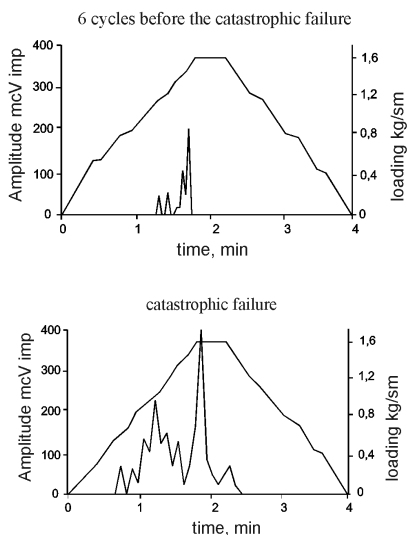 6 cycles before the catastrophic failure
Amplitude mcV imp
400
300
200
100
0
1,6
1,2
0,8
0,4
0
loading kg/sm
0 1 2 3 4
time, min
catastrophic failure
Amplitude mcV imp
400
300
200
100
0
1,6
1,2
0,8
0,4
0
loading kg/sm
0 1 2 3 4
time, min